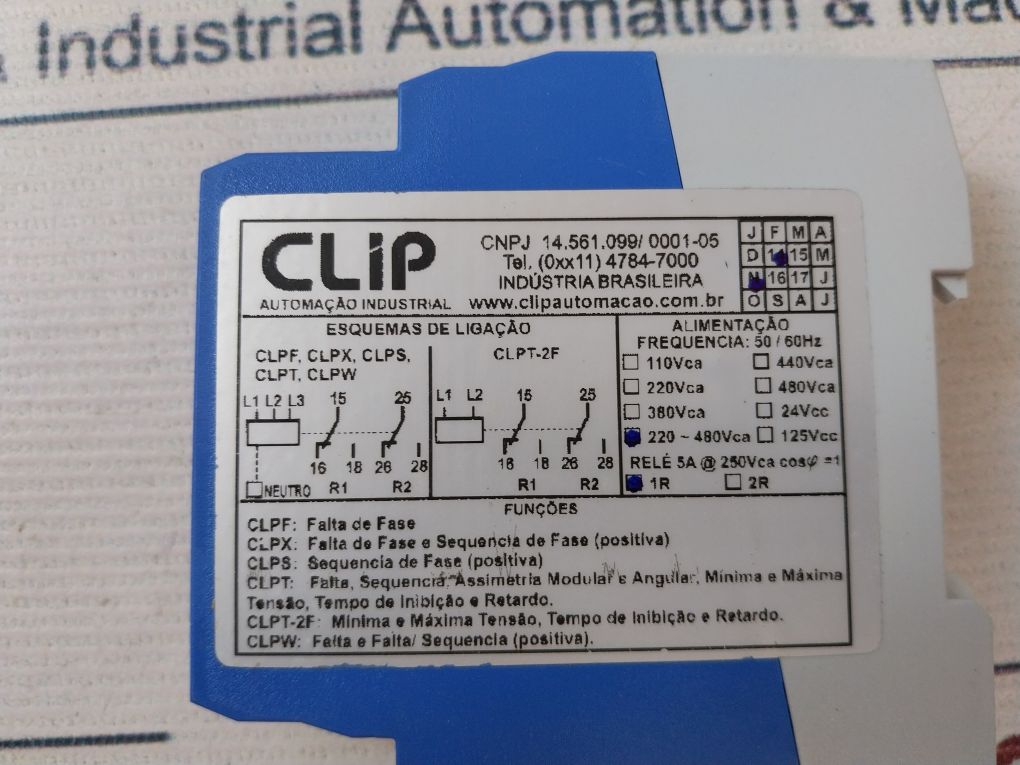 & Industrial Automation & Mac
CLIP
AUTOMAÇÃO INDUSTRIAL
CNPJ 14.561.099/ 0001-05
Tel. (0xx11) 4784-7000
INDÚSTRIA BRASILEIRA
www.clipautomacao.com.br
J F M A
D 14 15 M
N 16 17 J
O S A J
ESQUEMAS DE LIGAÇÃO
CLPF, CLPX, CLPS,
CLPT, CLPW
L1 L2 L3 15 25
16 18 26 28
NEUTRO R1 R2
CLPT-2F
L1 L2 15 25
16 18 26 28
R1 R2
ALIMENTAÇÃO
FREQUENCIA: 50 / 60Hz
110Vca 440Vca
220Vca 480Vca
380Vca 24Vcc
220 ~ 480Vca 125Vcc
RELÉ 5A @ 250Vca cosφ =1
1R 2R
FUNÇÕES
CLPF: Falta de Fase
CLPX: Falta de Fase e Sequencia de Fase (positiva)
CLPS: Sequencia de Fase (positiva)
CLPT: Falta, Sequencia, Assimetria Modular e Angular, Mínima e Máxima
Tensão, Tempo de Inibição e Retardo.
CLPT-2F: Mínima e Máxima Tensão, Tempo de Inibição e Retardo.
CLPW: Falta e Falta/ Sequencia (positiva).